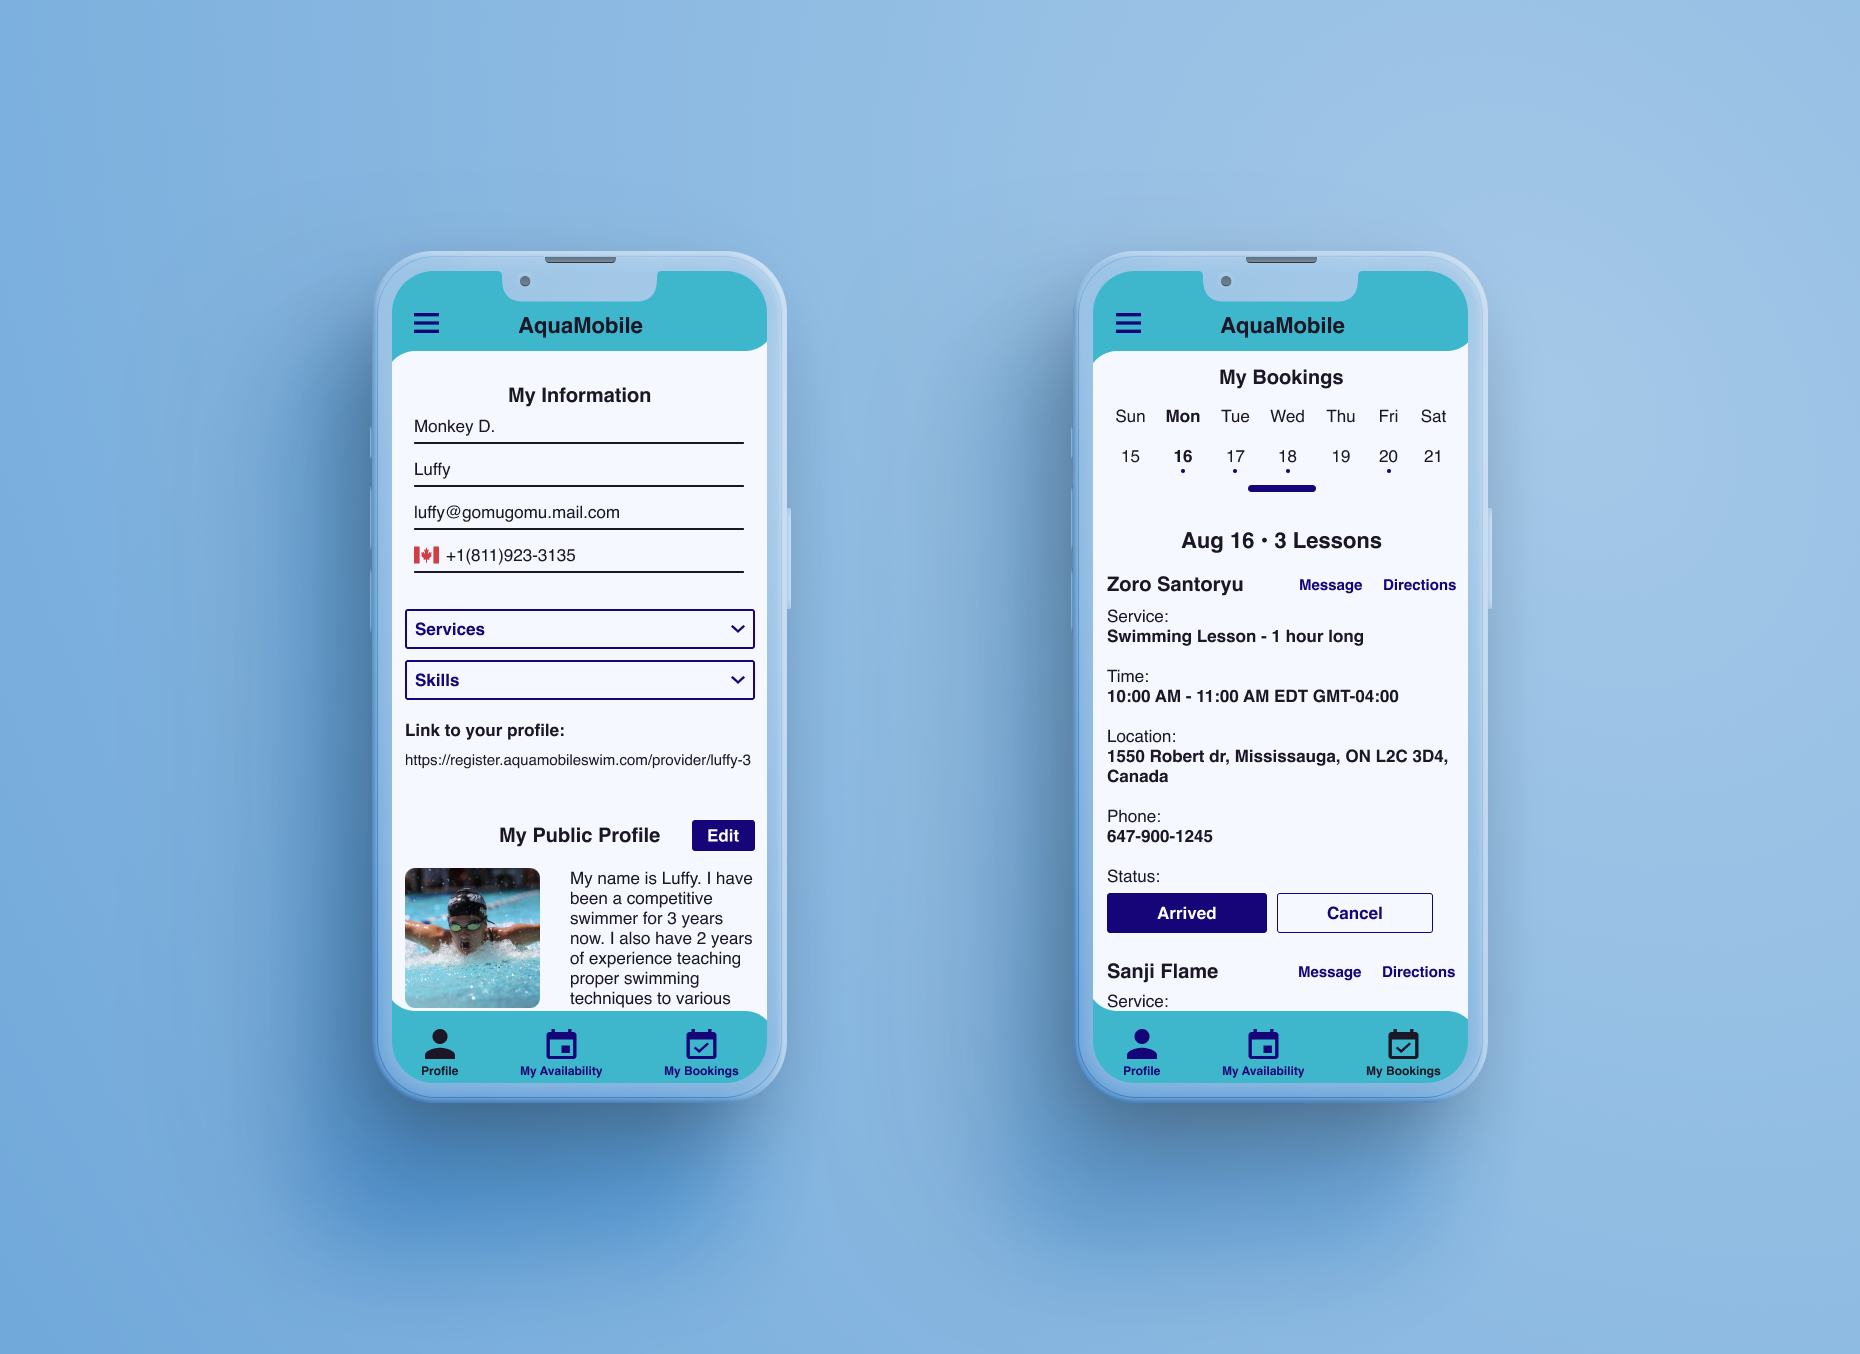 AquaMobile
My Information
Monkey D.
Luffy
luffy@gomugomu.mail.com
+1(811)923-3135
Services
Skills
Link to your profile:
https://register.aquamobileswim.com/provider/luffy-3
My Public Profile
Edit
My name is Luffy. I have
been a competitive
swimmer for 3 years
now. I also have 2 years
of experience teaching
proper swimming
techniques to various
Profile My Availability My Bookings
AquaMobile
My Bookings
Sun Mon Tue Wed Thu Fri Sat
15 16 17 18 19 20 21
Aug 16 • 3 Lessons
Zoro Santoryu Message Directions
Service:
Swimming Lesson - 1 hour long
Time:
10:00 AM - 11:00 AM EDT GMT-04:00
Location:
1550 Robert dr, Mississauga, ON L2C 3D4,
Canada
Phone:
647-900-1245
Status:
Arrived Cancel
Sanji Flame Message Directions
Service:
Profile My Availability My Bookings